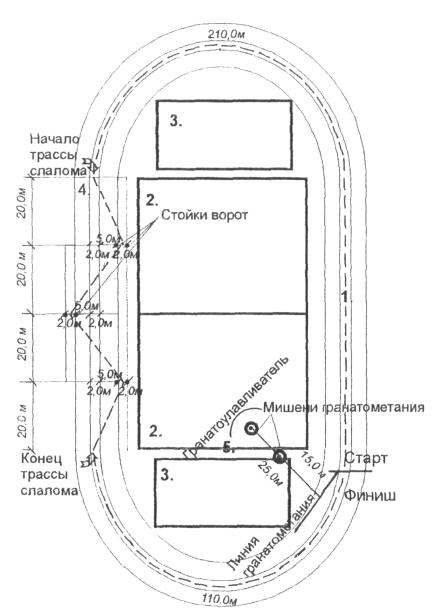 210,0м
3.
Начало
трассы
слалома
4.
2.
20,0м
Стойки ворот
5,0м
2,0м 2,0м
20,0м
1.
5,0м
2,0м 2,0м
20,0м
5,0м
2,0м 2,0м
20,0 м
Гранатоулавливатель
Мишени гранатометания
2.
5.
15,0 м
25,0м
Старт
Конец
трассы
слалома
3.
Финиш
Линия
гранатометания
110,0м